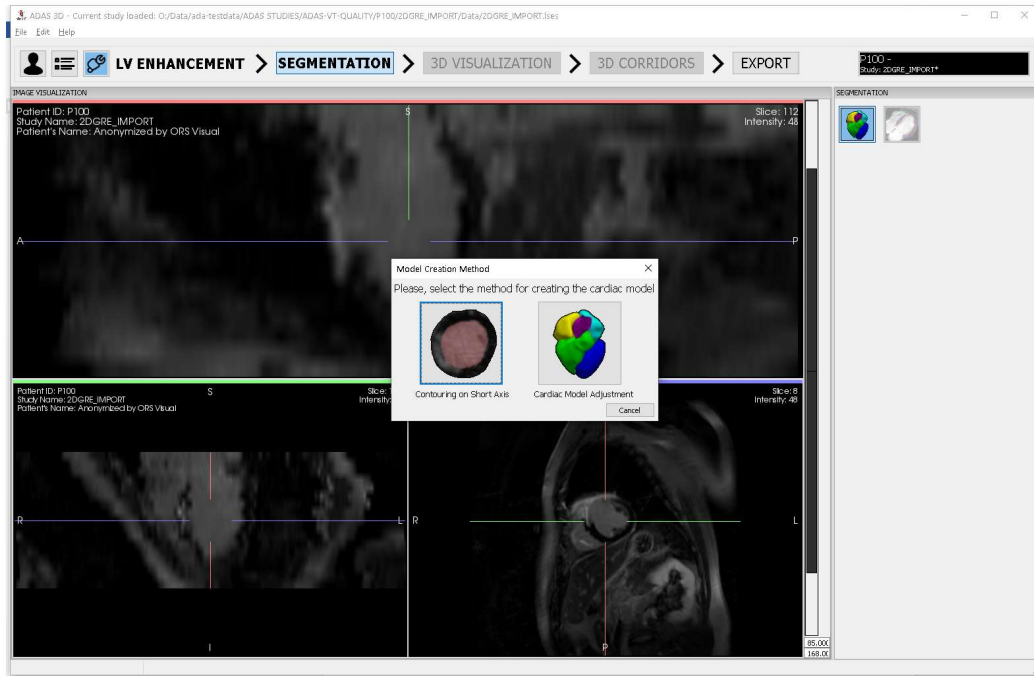 ADAS 3D - Current study loaded: O:/Data/ada-testdata/ADAS STUDIES/ADAS-VT-QUALITY/P100/2DGRE_IMPORT/Data/2DGRE_IMPORT.lses
File Edit Help
LV ENHANCEMENT SEGMENTATION 3D VISUALIZATION 3D CORRIDORS EXPORT
P100 -
Study: 2DGRE_IMPORT*
IMAGE VISUALIZATION
SEGMENTATION
Patient ID: P100
Study Name: 2DGRE_IMPORT
Patient's Name: Anonymized by ORS Visual
S
Slice: 112
Intensity: 48
A
P
Model Creation Method
Please, select the method for creating the cardiac model
Contouring on Short Axis
Cardiac Model Adjustment
Cancel
Patient ID: P100
Study Name: 2DGRE_IMPORT
Patient's Name: Anonymized by ORS Visual
S
Slice:
Intensity:
R
L
I
Slice: 8
Intensity: 48
R
L
P
85.00
168.00